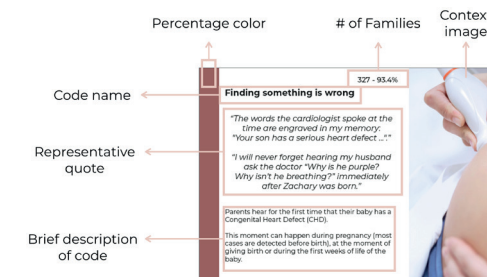 Percentage color
# of Families
image
327 - 93.4%
Code name
Finding something is wrong
“The words the cardiologist spoke at the
time are engraved in my memory:
“Your son has a serious heart defect ...”.”
Representative
quote
“I will never forget hearing my husband
ask the doctor “Why is he purple?
Why isn't he breathing?” immediately
after Zachary was born.”
Brief description
of code
Parents hear for the first time that their baby has a
Congenital Heart Defect (CHD).
This moment can happen during pregnancy (most
cases are detected before birth), at the moment of
giving birth or during the first weeks of life of the
baby.